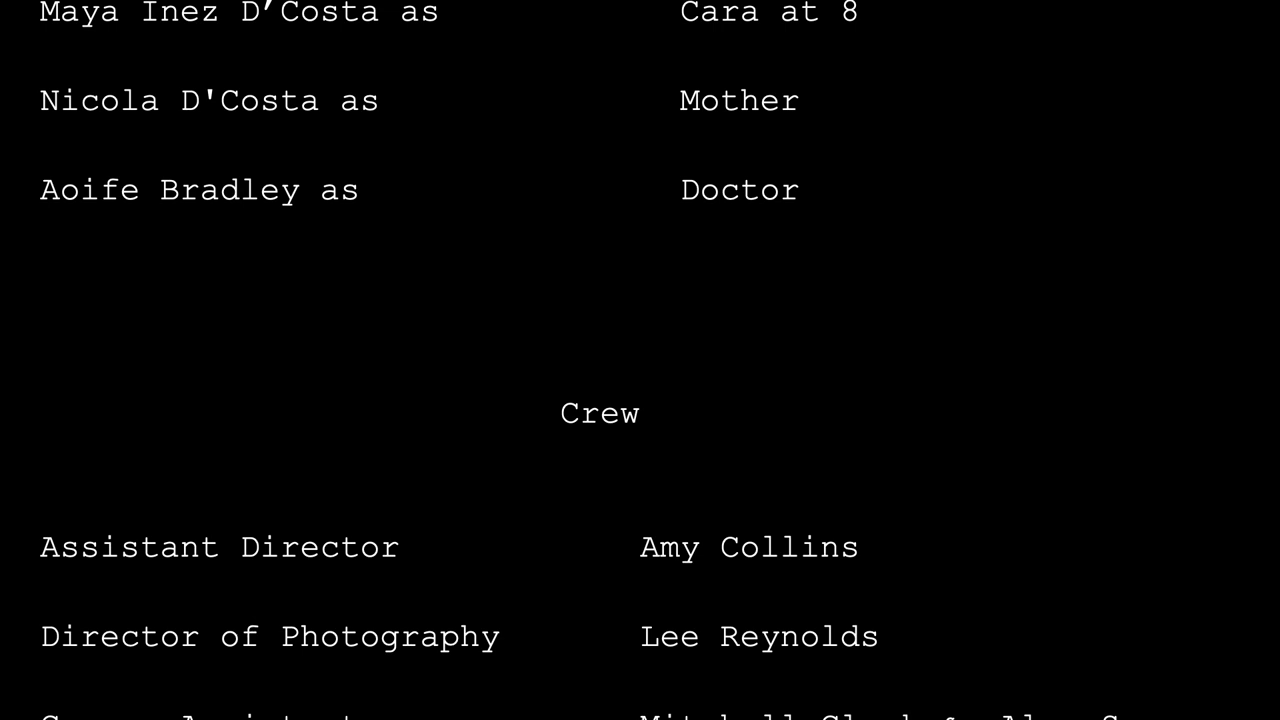 Maya Inez D’Costa as Cara at 8
Nicola D'Costa as Mother
Aoife Bradley as Doctor
Crew
Assistant Director Amy Collins
Director of Photography Lee Reynolds